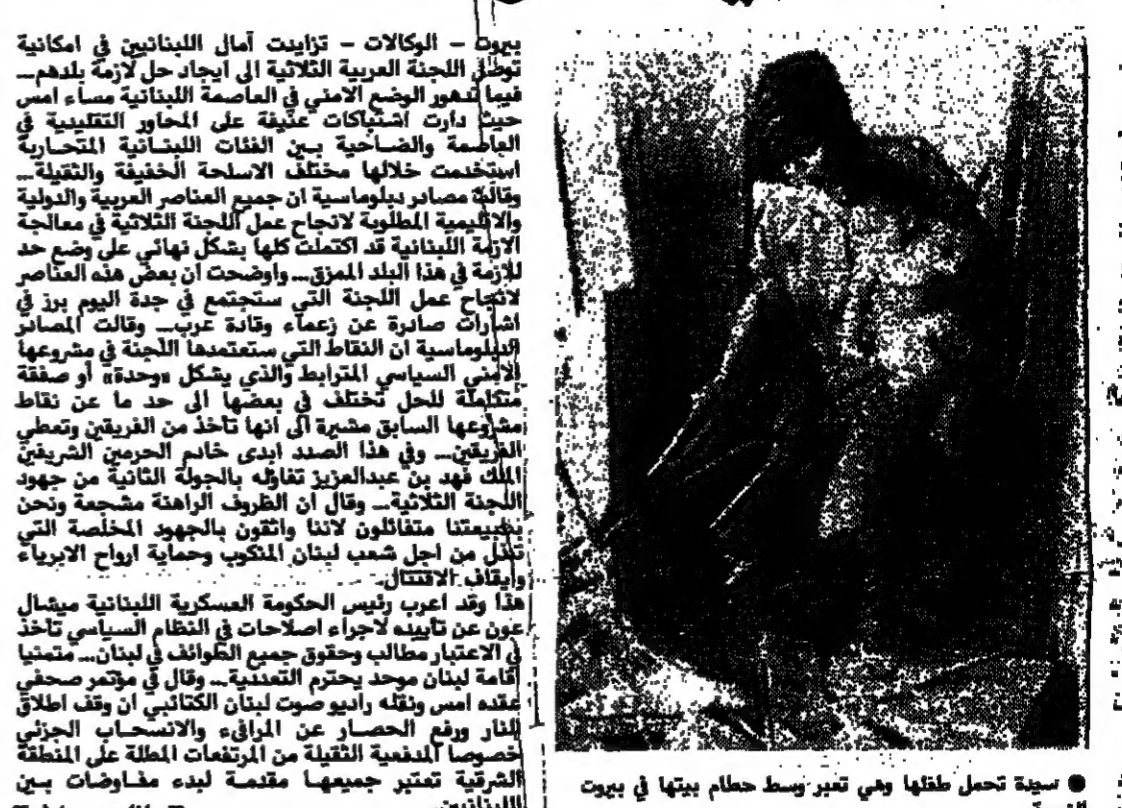 بيروت – الوكالات – تزايدت آمال اللبنانيين في امكانية
توصل اللجنة العربية الثلاثية الى ايجاد حل لازمة بلدهم...
فيما تدهور الوضع الامني في العاصمة اللبنانية مساء امس
حيث دارت اشتباكات عنيفة على المحاور التقليدية في
العاصمة والضاحية بين الفئات اللبنانية المتحاربة
استخدمت خلالها مختلف الاسلحة الخفيفة والثقيلة...
وقالت مصادر دبلوماسية ان جميع العناصر العربية والدولية
والاقليمية المطلوبة لانجاح عمل اللجنة الثلاثية في معالجة
الازمة اللبنانية قد اكتملت كلها بشكل نهائي على وضع حد
للازمة في هذا البلد الممزق... واوضحت ان بعض هذه العناصر
لانجاح عمل اللجنة التي ستجتمع في جدة اليوم برز في
اشارات صادرة عن زعماء وقادة عرب... وقالت المصادر
الدبلوماسية ان النقاط التي ستعتمدها اللجنة في مشروعها
الامني السياسي المترابط والذي يشكل «وحدة» أو صفقة
متكاملة للحل تختلف في بعضها الى حد ما عن نقاط
مشروعها السابق مشيرة الى انها تأخذ من الفريقين وتعطي
الفريقين... وفي هذا الصدد ابدى خادم الحرمين الشريفين
الملك فهد بن عبدالعزيز تفاؤله بالجولة الثانية من جهود
اللجنة الثلاثية... وقال ان الظروف الراهنة مشجعة ونحن
بطبيعتنا متفائلون لاننا واثقون بالجهود المخلصة التي
تبذل من اجل شعب لبنان المنكوب وحماية ارواح الابرياء
وايقاف الاقتتال.
هذا وقد اعرب رئيس الحكومة العسكرية اللبنانية ميشال
عون عن تأييده لاجراء اصلاحات في النظام السياسي تأخذ
في الاعتبار مطالب وحقوق جميع الطوائف في لبنان... متمنيا
اقامة لبنان موحد يحترم التعددية... وقال في مؤتمر صحفي
عقده امس ونقله راديو صوت لبنان الكتائبي ان وقف اطلاق
النار ورفع الحصار عن المرافىء والانسحاب الجزئي
خصوصا المدفعية الثقيلة من المرتفعات المطلة على المنطقة
الشرقية تعتبر جميعها مقدمة لبدء مفاوضات بين
اللبنانيين.
● سيدة تحمل طفلها وهي تعبر وسط حطام بيتها في بيروت